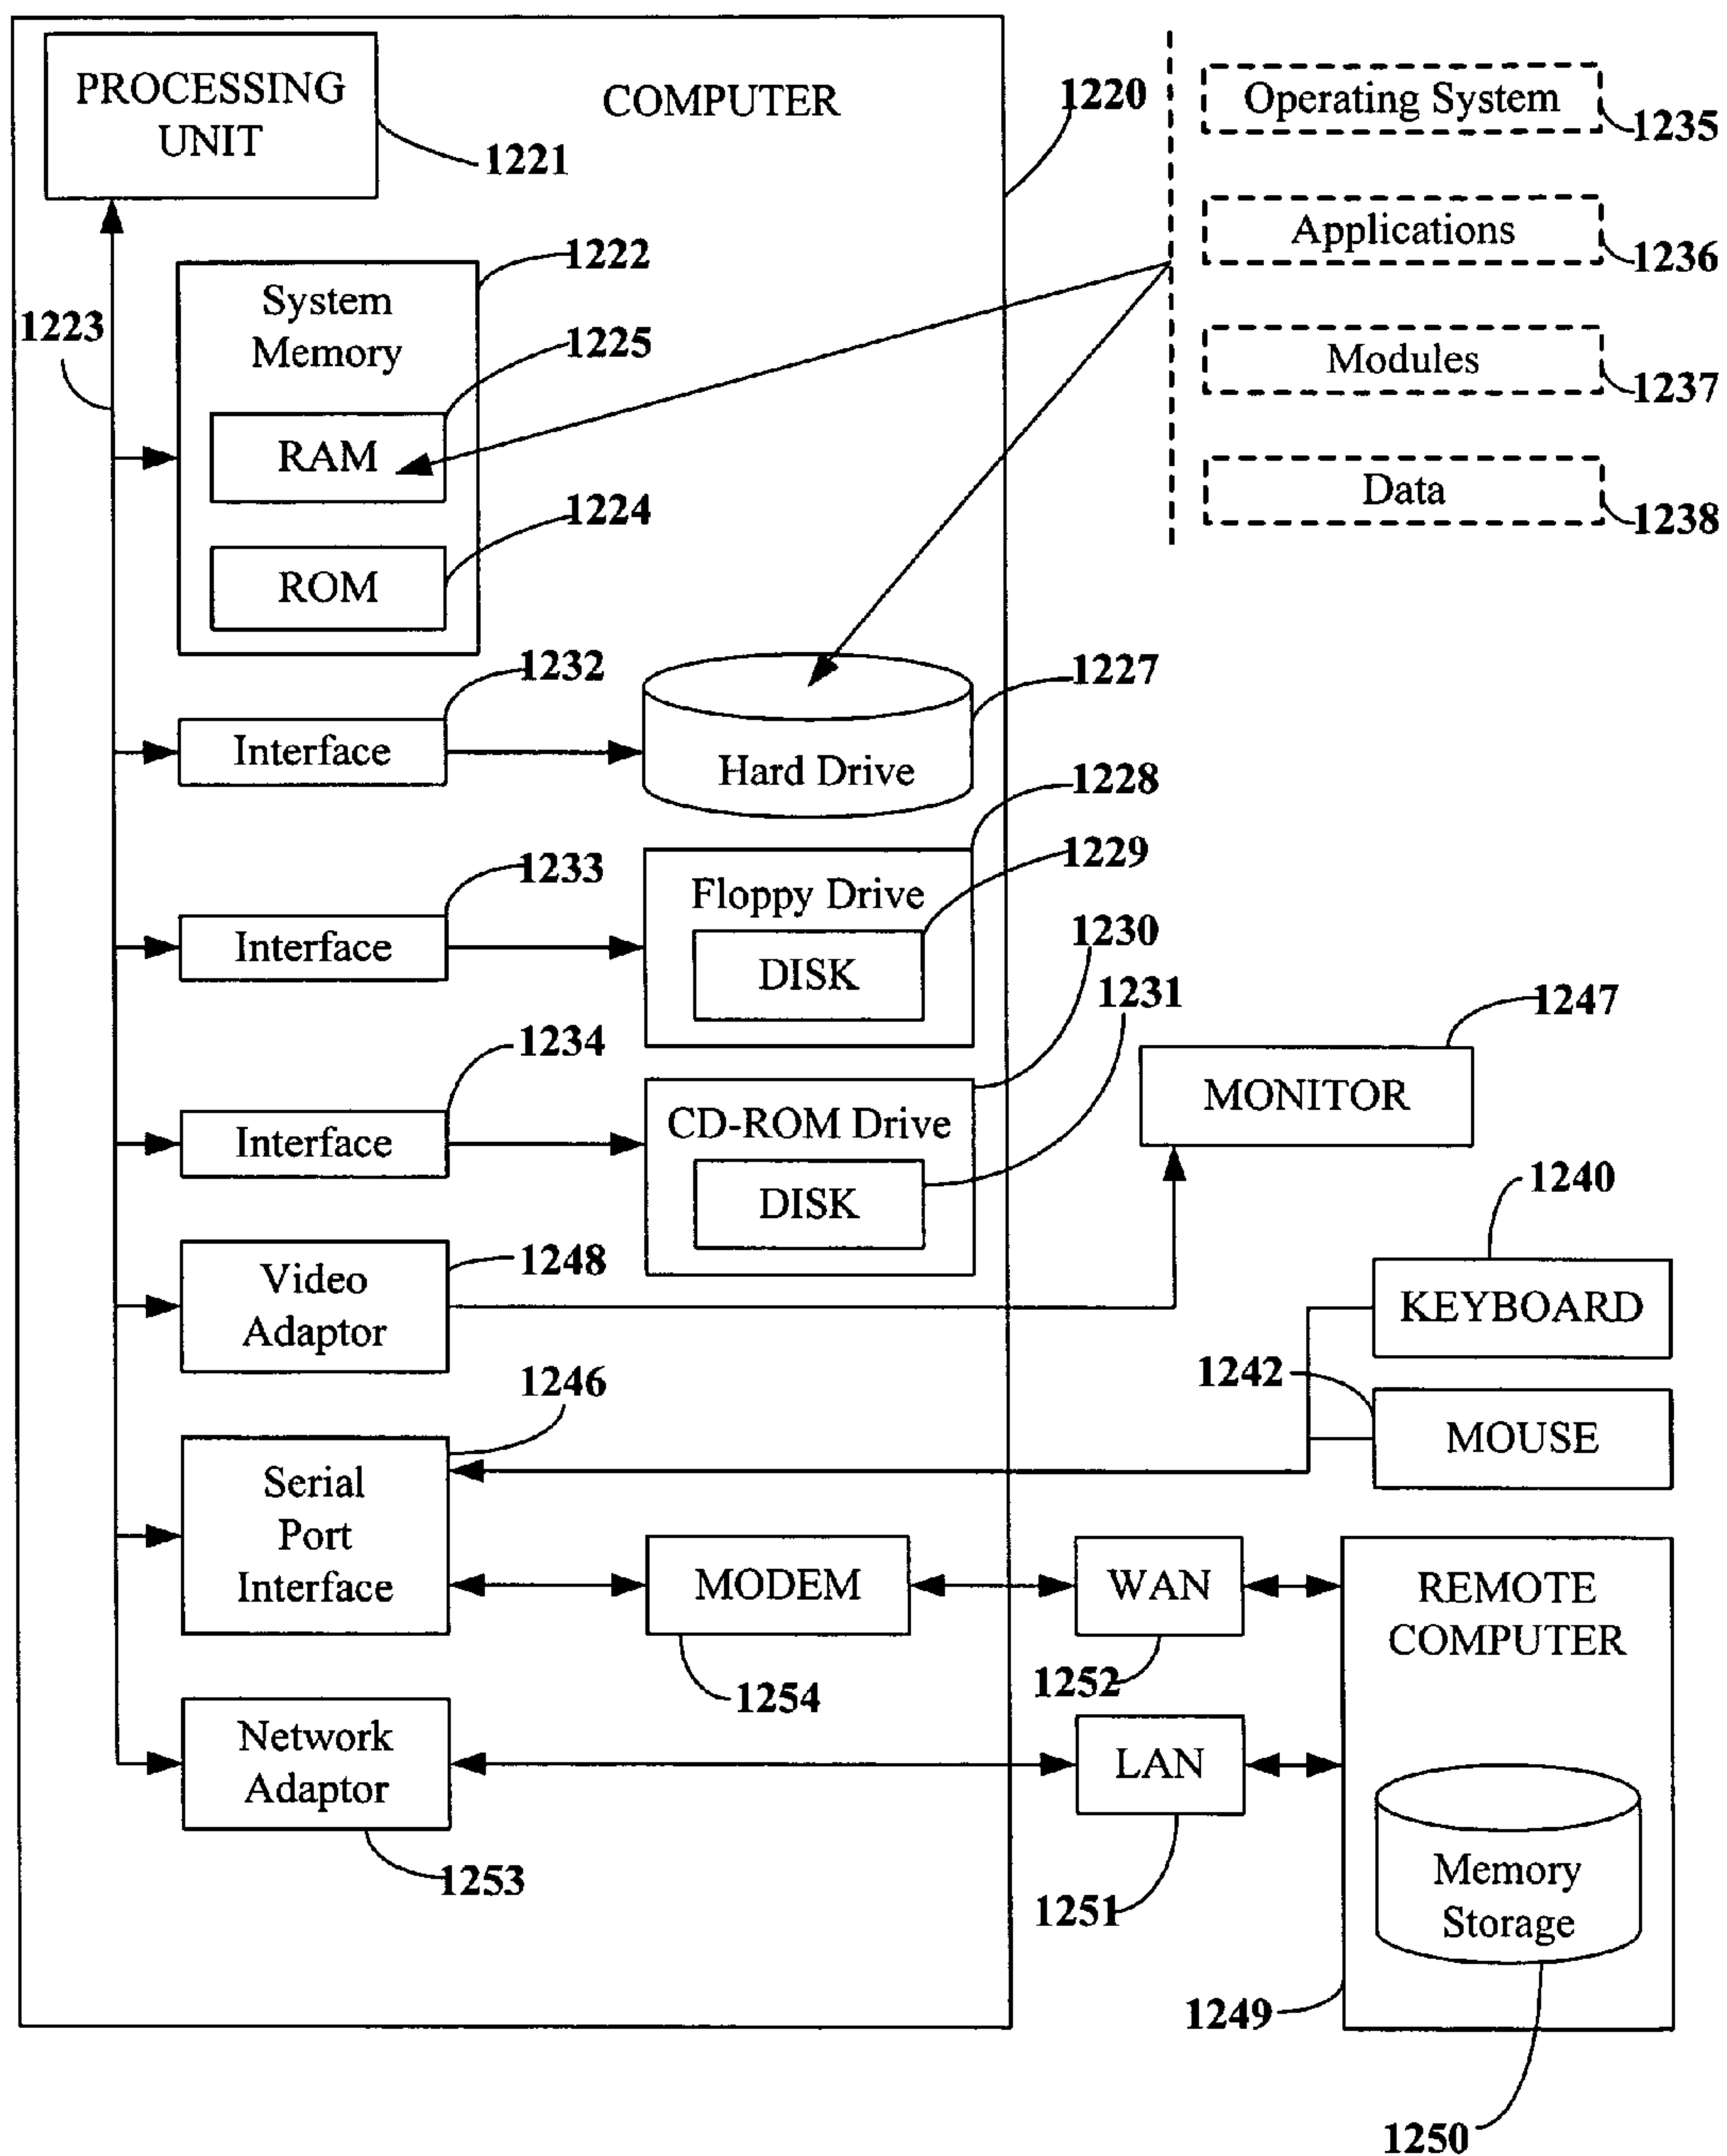 PROCESSING
UNIT
1221
COMPUTER
1220
Operating System
1235
Applications
1236
Modules
1237
Data
1238
1223
1222
System
Memory
1225
RAM
1224
ROM
1232
Interface
1227
Hard Drive
1228
1233
Interface
Floppy Drive
1229
DISK
1230
1231
1234
Interface
CD-ROM Drive
DISK
1247
MONITOR
1240
KEYBOARD
1242
MOUSE
1248
Video
Adaptor
1246
Serial
Port
Interface
MODEM
1254
WAN
1252
REMOTE
COMPUTER
Network
Adaptor
1253
LAN
1251
Memory
Storage
1249
1250